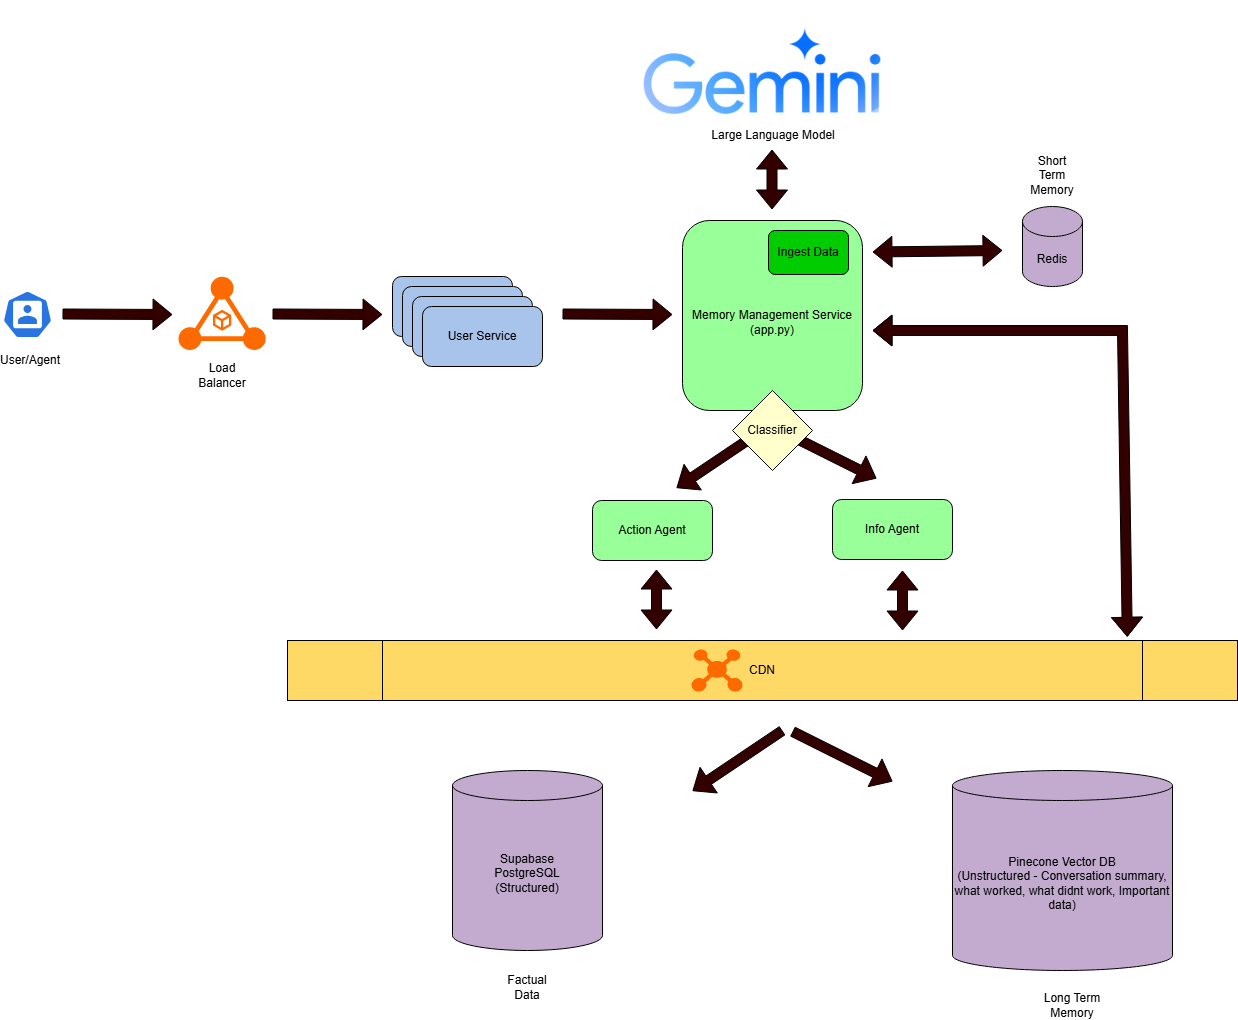 Gemini
Large Language Model
Short
Term
Memory
Ingest Data
Redis
Memory Management Service
(app.py)
User Service
User/Agent
Load
Balancer
Classifier
Action Agent
Info Agent
CDN
Supabase
PostgreSQL
(Structured)
Pinecone Vector DB
(Unstructured - Conversation summary,
what worked, what didnt work, Important
data)
Factual
Data
Long Term
Memory